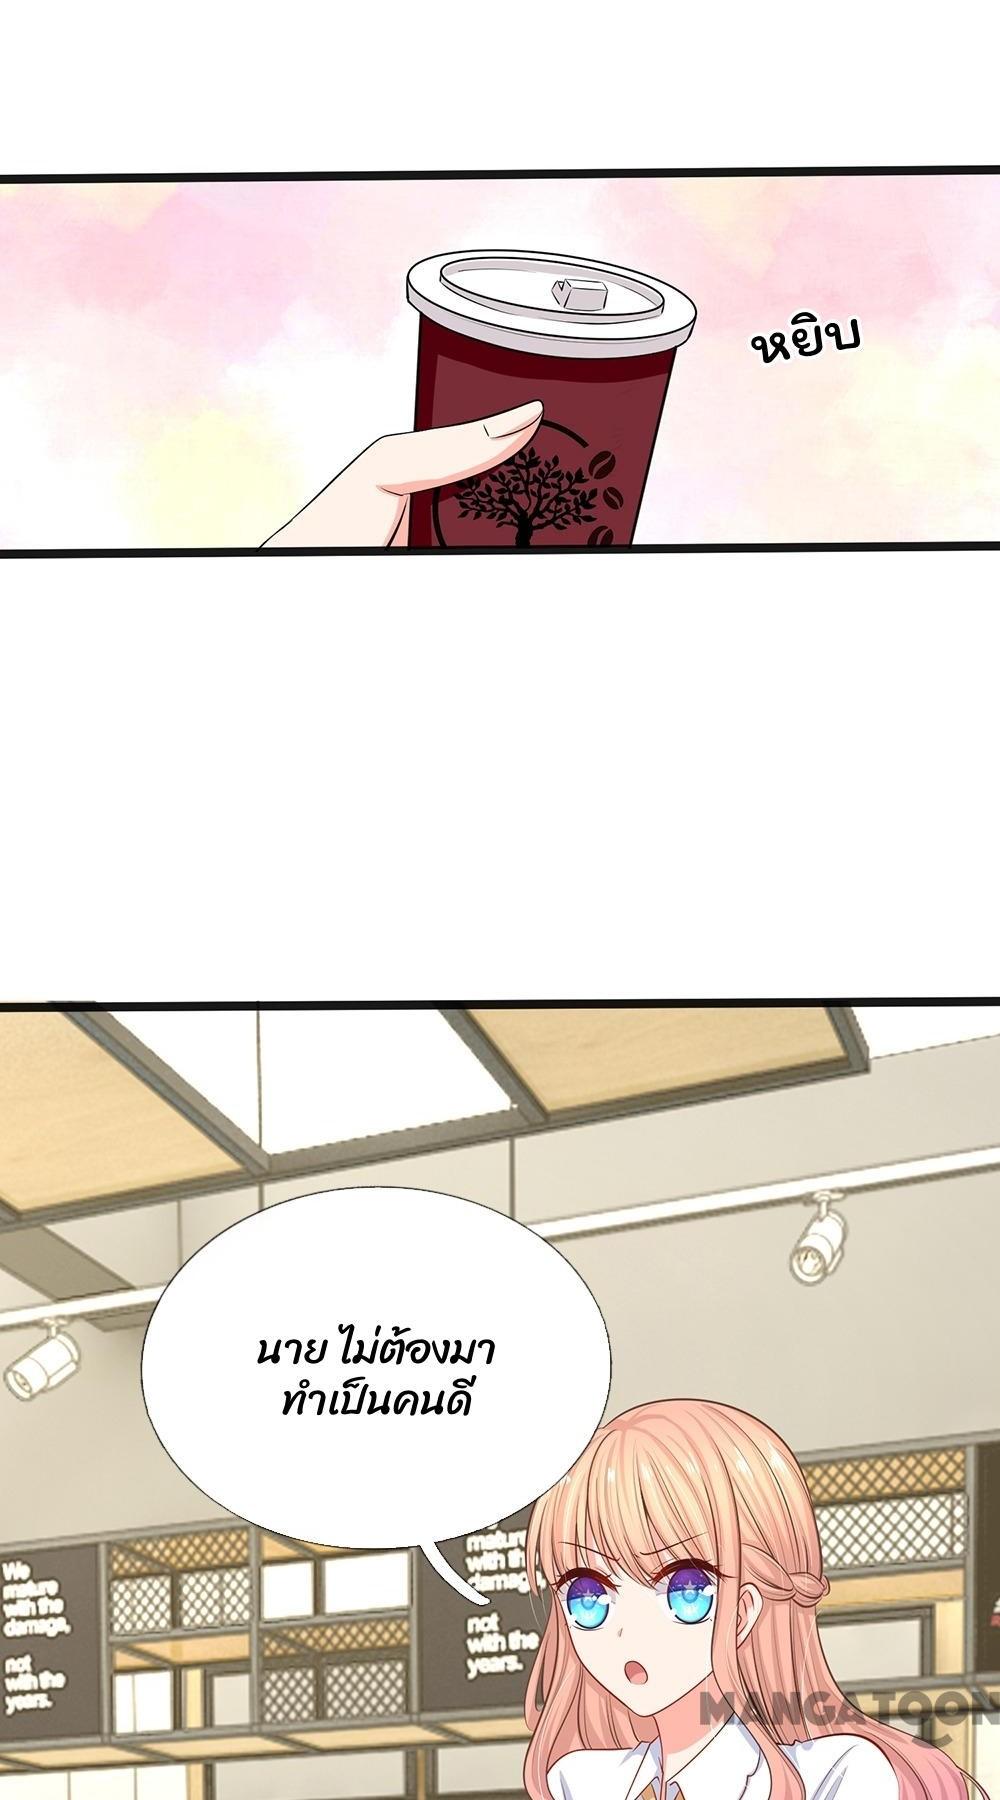 หยิบ
นาย ไม่ต้องมา
ทำเป็นคนดี
We
mature
with the
damage,
not
with the
years.
mature
with the
damage,
not
with the
years.
MANGATOON